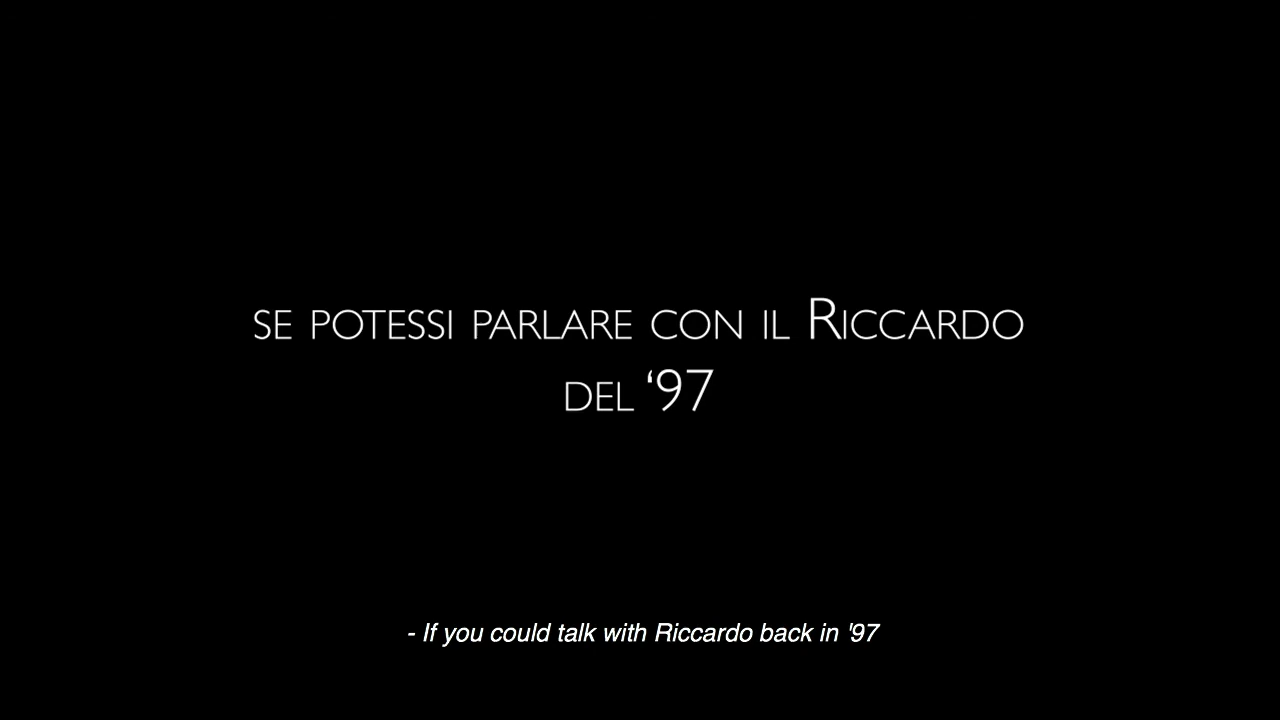 SE POTESSI PARLARE CON IL RICCARDO
DEL ‘97
- If you could talk with Riccardo back in '97